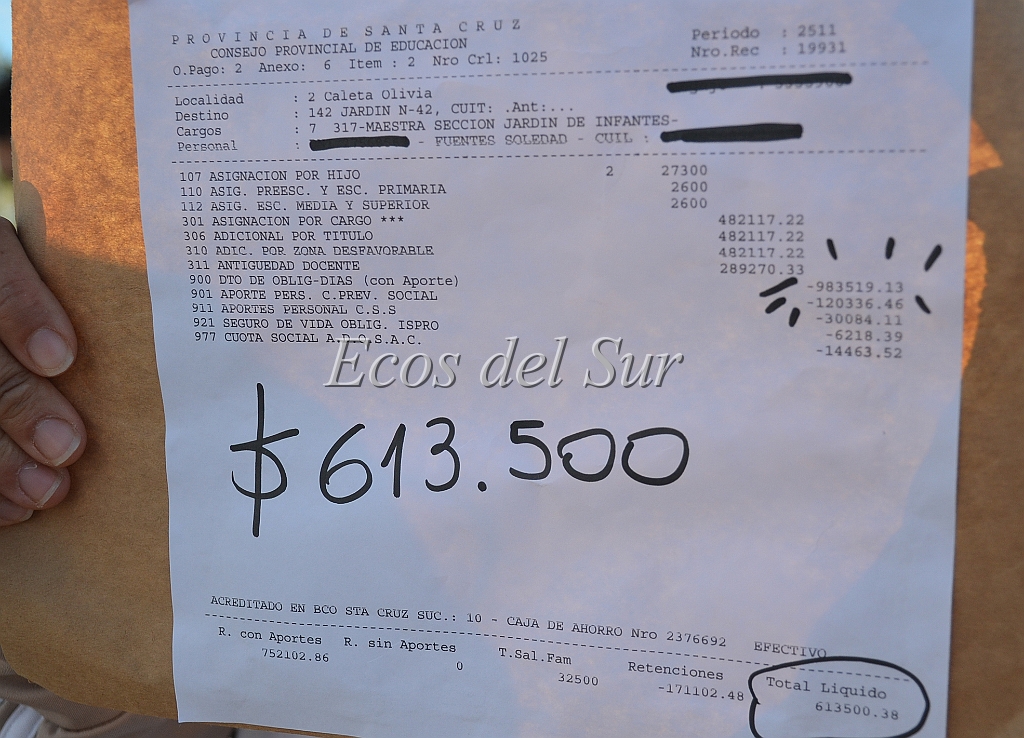 PROVINCIA DE SANTA CRUZ
CONSEJO PROVINCIAL DE EDUCACION
O.Pago: 2 Anexo: 6 Item : 2 Nro Crl: 1025
Periodo : 2511
Nro.Rec : 19931
Localidad : 2 Caleta Olivia
Destino : 142 JARDIN N-42, CUIT: .Ant:...
Cargos : 7 317-MAESTRA SECCION JARDIN DE INFANTES-
Personal : - FUENTES SOLEDAD - CUIL :
107 ASIGNACION POR HIJO 2 27300
110 ASIG. PREESC. Y ESC. PRIMARIA 2600
112 ASIG. ESC. MEDIA Y SUPERIOR 2600
301 ASIGNACION POR CARGO *** 482117.22
306 ADICIONAL POR TITULO 482117.22
310 ADIC. POR ZONA DESFAVORABLE 482117.22
311 ANTIGUEDAD DOCENTE 289270.33
900 DTO DE OBLIG-DIAS (con Aporte) -983519.13
901 APORTE PERS. C.PREV. SOCIAL -120336.46
911 APORTES PERSONAL C.S.S -30084.11
921 SEGURO DE VIDA OBLIG. ISPRO -6218.39
977 CUOTA SOCIAL A.D.O.S.A.C. -14463.52
Ecos del Sur
$ 613.500
ACREDITADO EN BCO STA CRUZ SUC.: 10 - CAJA DE AHORRO Nro 2376692 EFECTIVO
R. con Aportes R. sin Aportes T.Sal.Fam Retenciones Total Liquido
752102.86 0 32500 -171102.48 613500.38